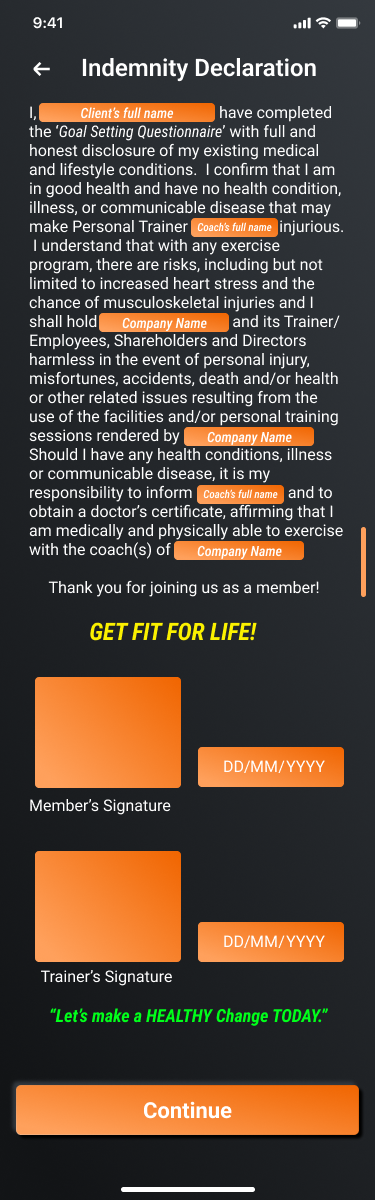 9:41
Indemnity Declaration
I, Client's full name have completed
the ‘Goal Setting Questionnaire’ with full and
honest disclosure of my existing medical
and lifestyle conditions. I confirm that I am
in good health and have no health condition,
illness, or communicable disease that may
make Personal Trainer Coach's full name injurious.
I understand that with any exercise
program, there are risks, including but not
limited to increased heart stress and the
chance of musculoskeletal injuries and I
shall hold Company Name and its Trainer/
Employees, Shareholders and Directors
harmless in the event of personal injury,
misfortunes, accidents, death and/or health
or other related issues resulting from the
use of the facilities and/or personal training
sessions rendered by Company Name
Should I have any health conditions, illness
or communicable disease, it is my
responsibility to inform Coach's full name and to
obtain a doctor's certificate, affirming that I
am medically and physically able to exercise
with the coach(s) of Company Name
Thank you for joining us as a member!
GET FIT FOR LIFE!
DD/MM/YYYY
Member's Signature
DD/MM/YYYY
Trainer's Signature
“Let's make a HEALTHY Change TODAY.”
Continue